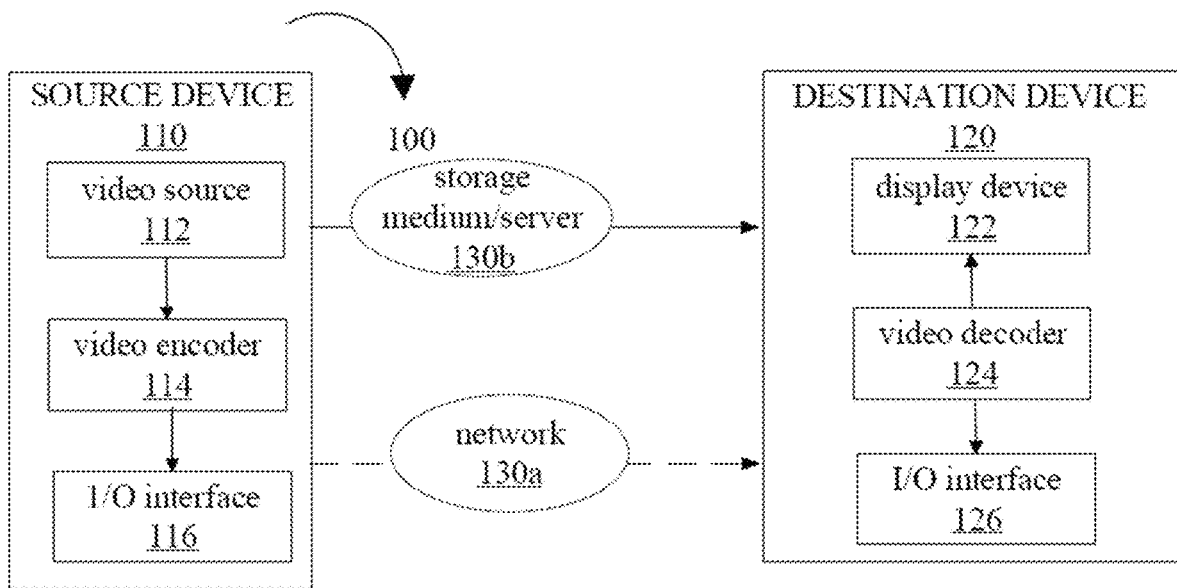 SOURCE DEVICE
110
video source
112
video encoder
114
I/O interface
116
100
storage
medium/server
130b
network
130a
DESTINATION DEVICE
120
display device
122
video decoder
124
I/O interface
126